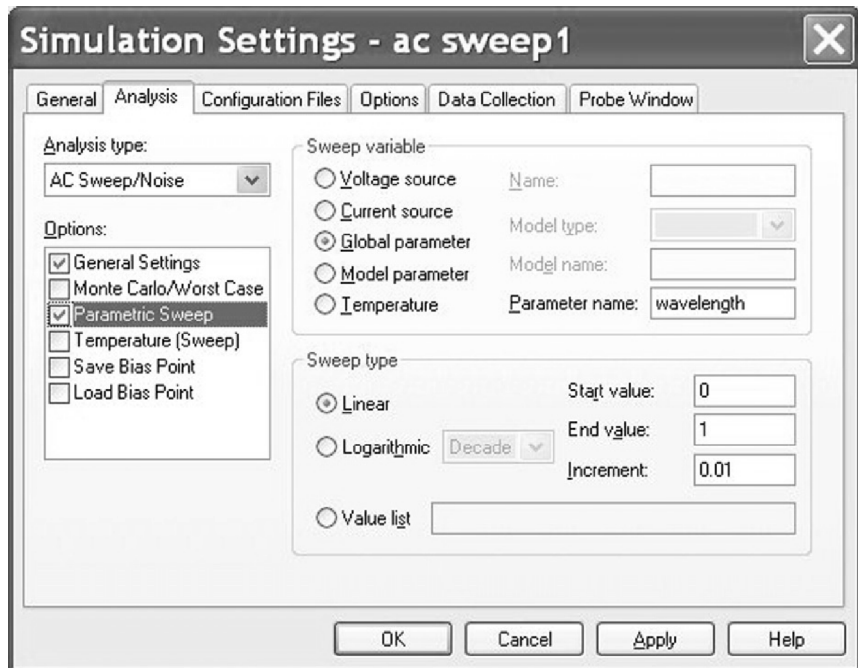 Simulation Settings - ac sweep1
General Analysis Configuration Files Options Data Collection Probe Window
Analysis type:
AC Sweep/Noise
Options:
General Settings
Monte Carlo/Worst Case
Parametric Sweep
Temperature (Sweep)
Save Bias Point
Load Bias Point
Sweep variable
Voltage source
Current source
Global parameter
Model parameter
Temperature
Name:
Model type:
Model name:
Parameter name: wavelength
Sweep type
Linear
Logarithmic Decade
Value list
Start value: 0
End value: 1
Increment: 0.01
OK Cancel Apply Help